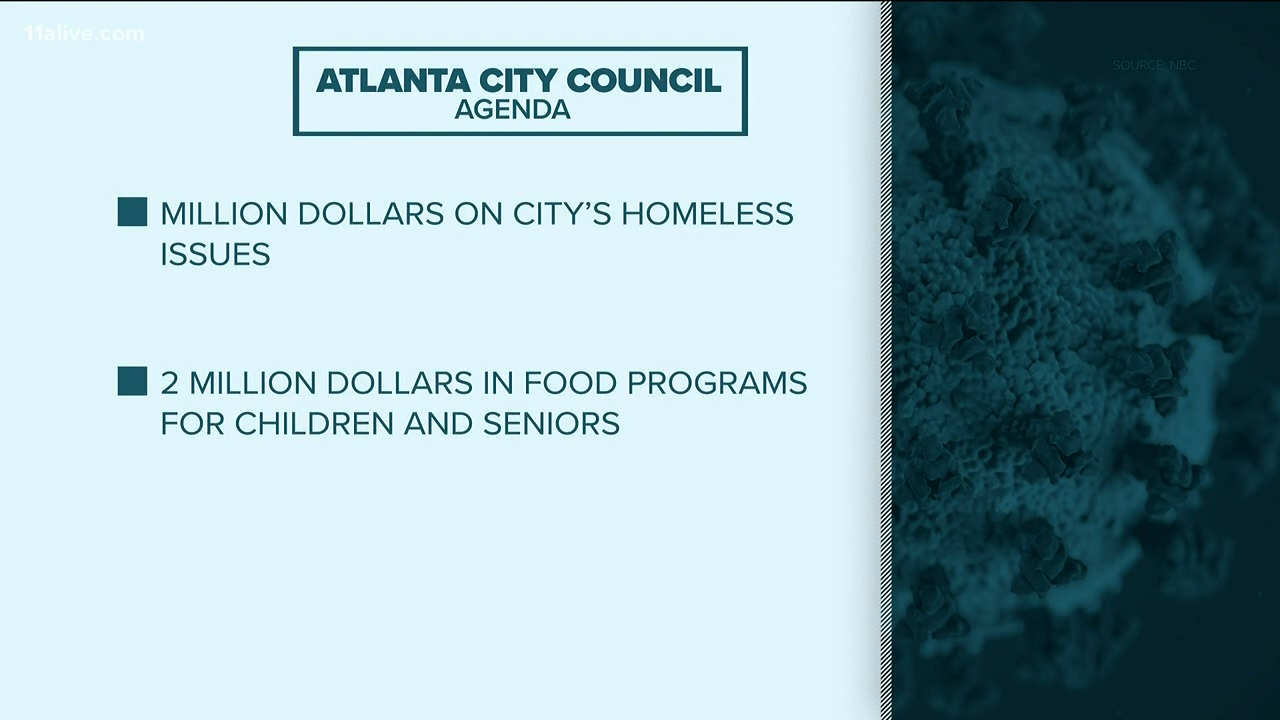 11alive.com
SOURCE: NBC
ATLANTA CITY COUNCIL
AGENDA
MILLION DOLLARS ON CITY'S HOMELESS
ISSUES
2 MILLION DOLLARS IN FOOD PROGRAMS
FOR CHILDREN AND SENIORS